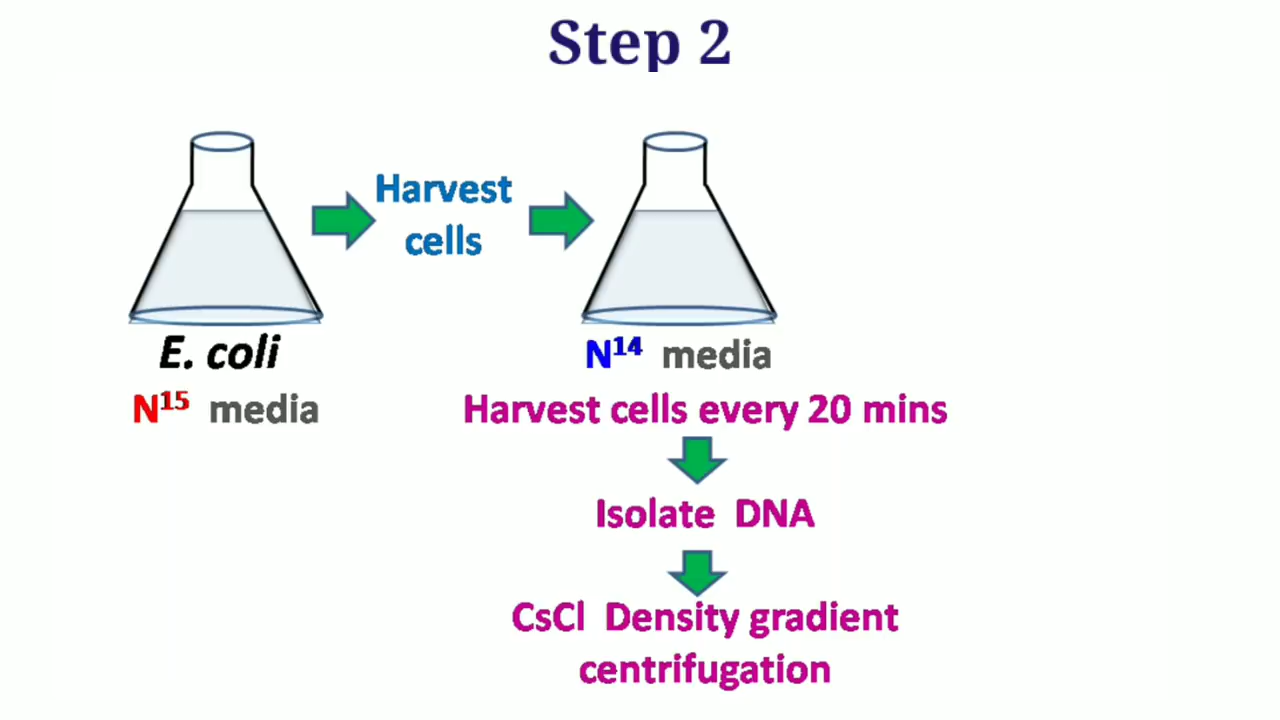 Step 2
Harvest
cells
E. coli
N¹⁵ media
N¹⁴ media
Harvest cells every 20 mins
Isolate DNA
CsCl Density gradient
centrifugation